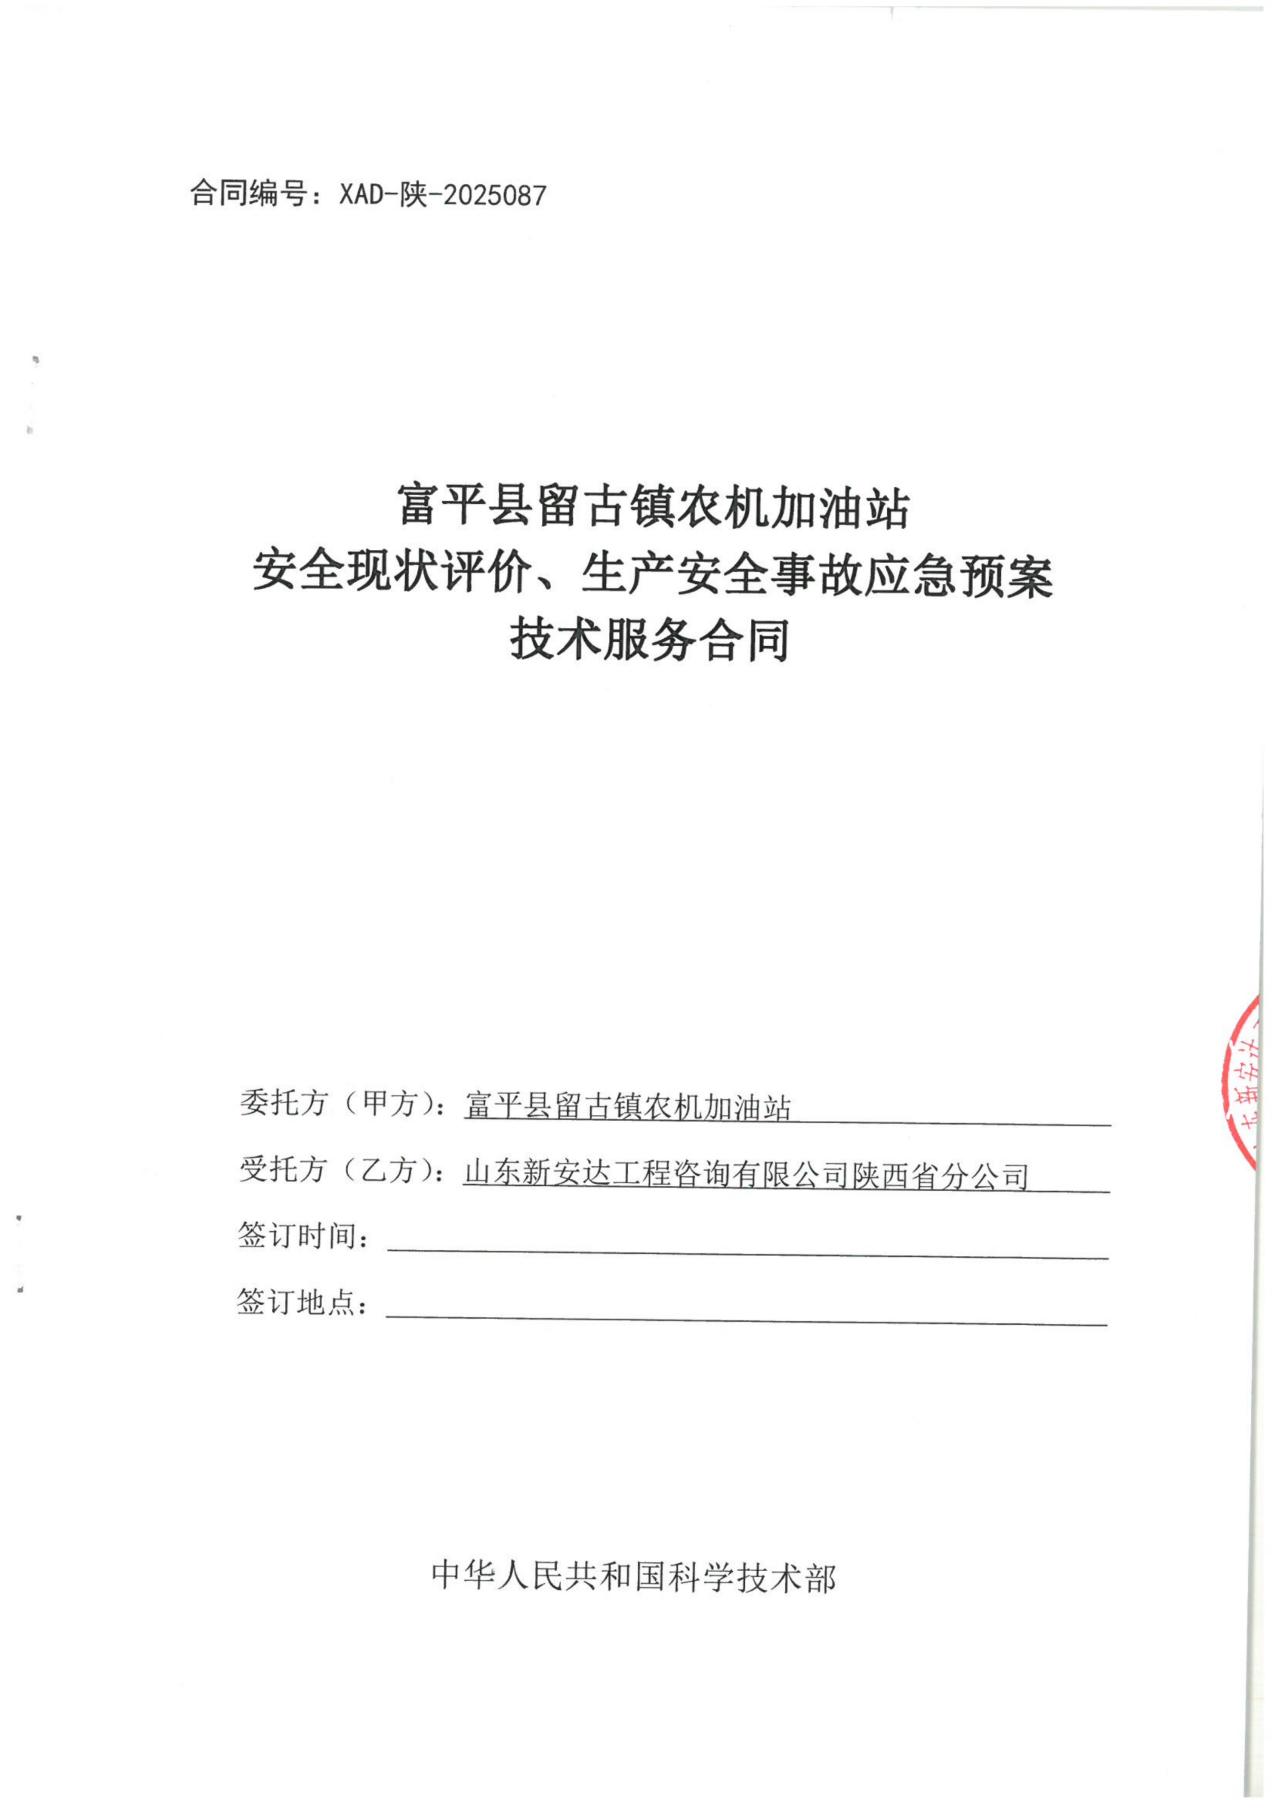 合同编号：XAD-陕-2025087
富平县留古镇农机加油站
安全现状评价、生产安全事故应急预案
技术服务合同
委托方（甲方）：富平县留古镇农机加油站
受托方（乙方）：山东新安达工程咨询有限公司陕西省分公司
签订时间：
签订地点：
中华人民共和国科学技术部